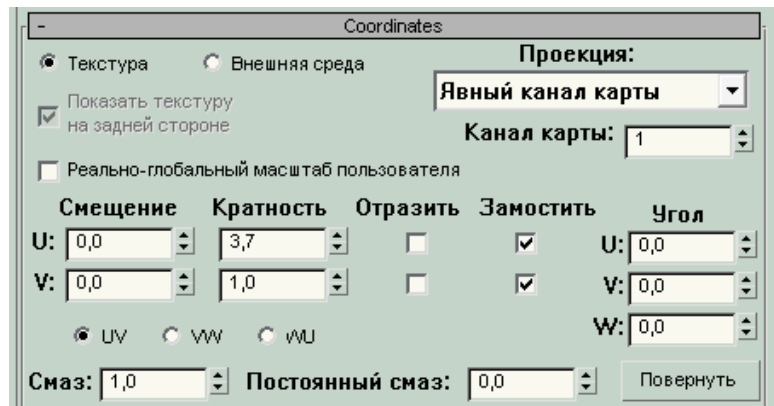 - Coordinates
Текстура Внешняя среда Проекция:
Явный канал карты
Показать текстуру
на задней стороне
Канал карты: 1
Реально-глобальный масштаб пользователя
Смещение Кратность Отразить Замостить Угол
U: 0,0 3,7 U: 0,0
V: 0,0 1,0 V: 0,0
UV VW WU W: 0,0
Смаз: 1,0 Постоянный смаз: 0,0 Повернуть